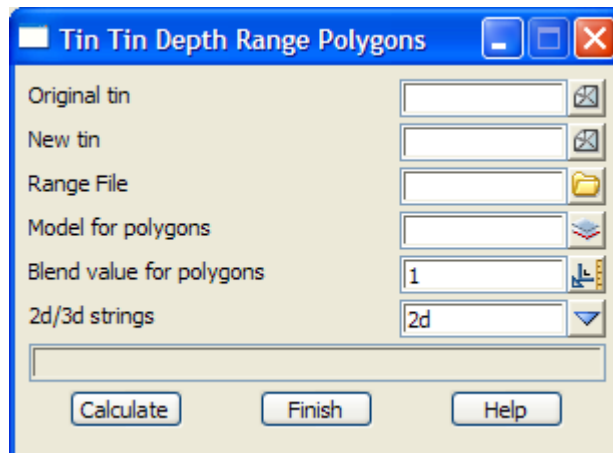 Tin Tin Depth Range Polygons
Original tin
New tin
Range File
Model for polygons
Blend value for polygons 1
2d/3d strings 2d
Calculate Finish Help